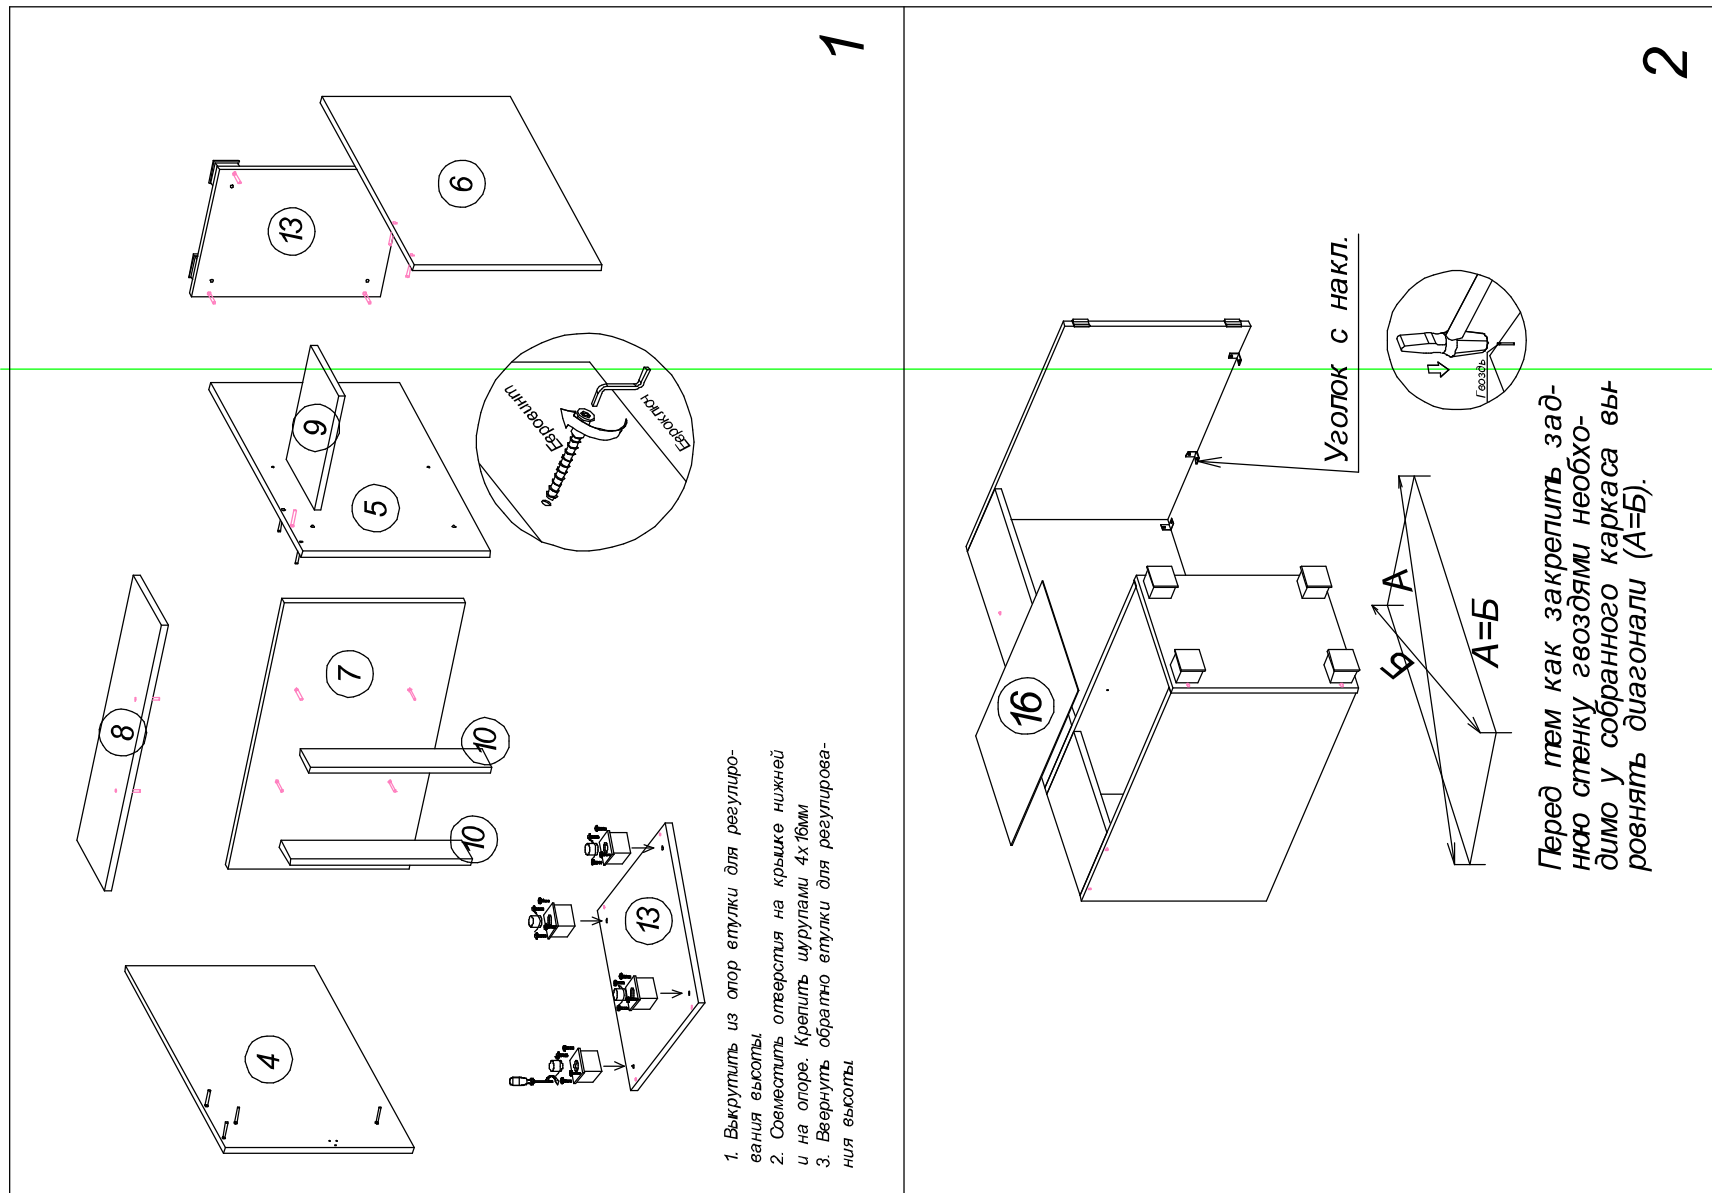 1
13
6
9
5
Евровинт
Евроключ
8
7
10
10
4
13
1. Выкрутить из опор втулки для регулиро-
вания высоты.
2. Совместить отверстия на крышке нижней
и на опоре. Крепить шурупами 4х16мм
3. Ввернуть обратно втулки для регулирова-
ния высоты.
2
16
Уголок с накл.
Гвоздь
А
Б
А=Б
Перед тем как закрепить зад-
нюю стенку гвоздями необхо-
димо у собранного каркаса вы-
ровнять диагонали (А=Б).